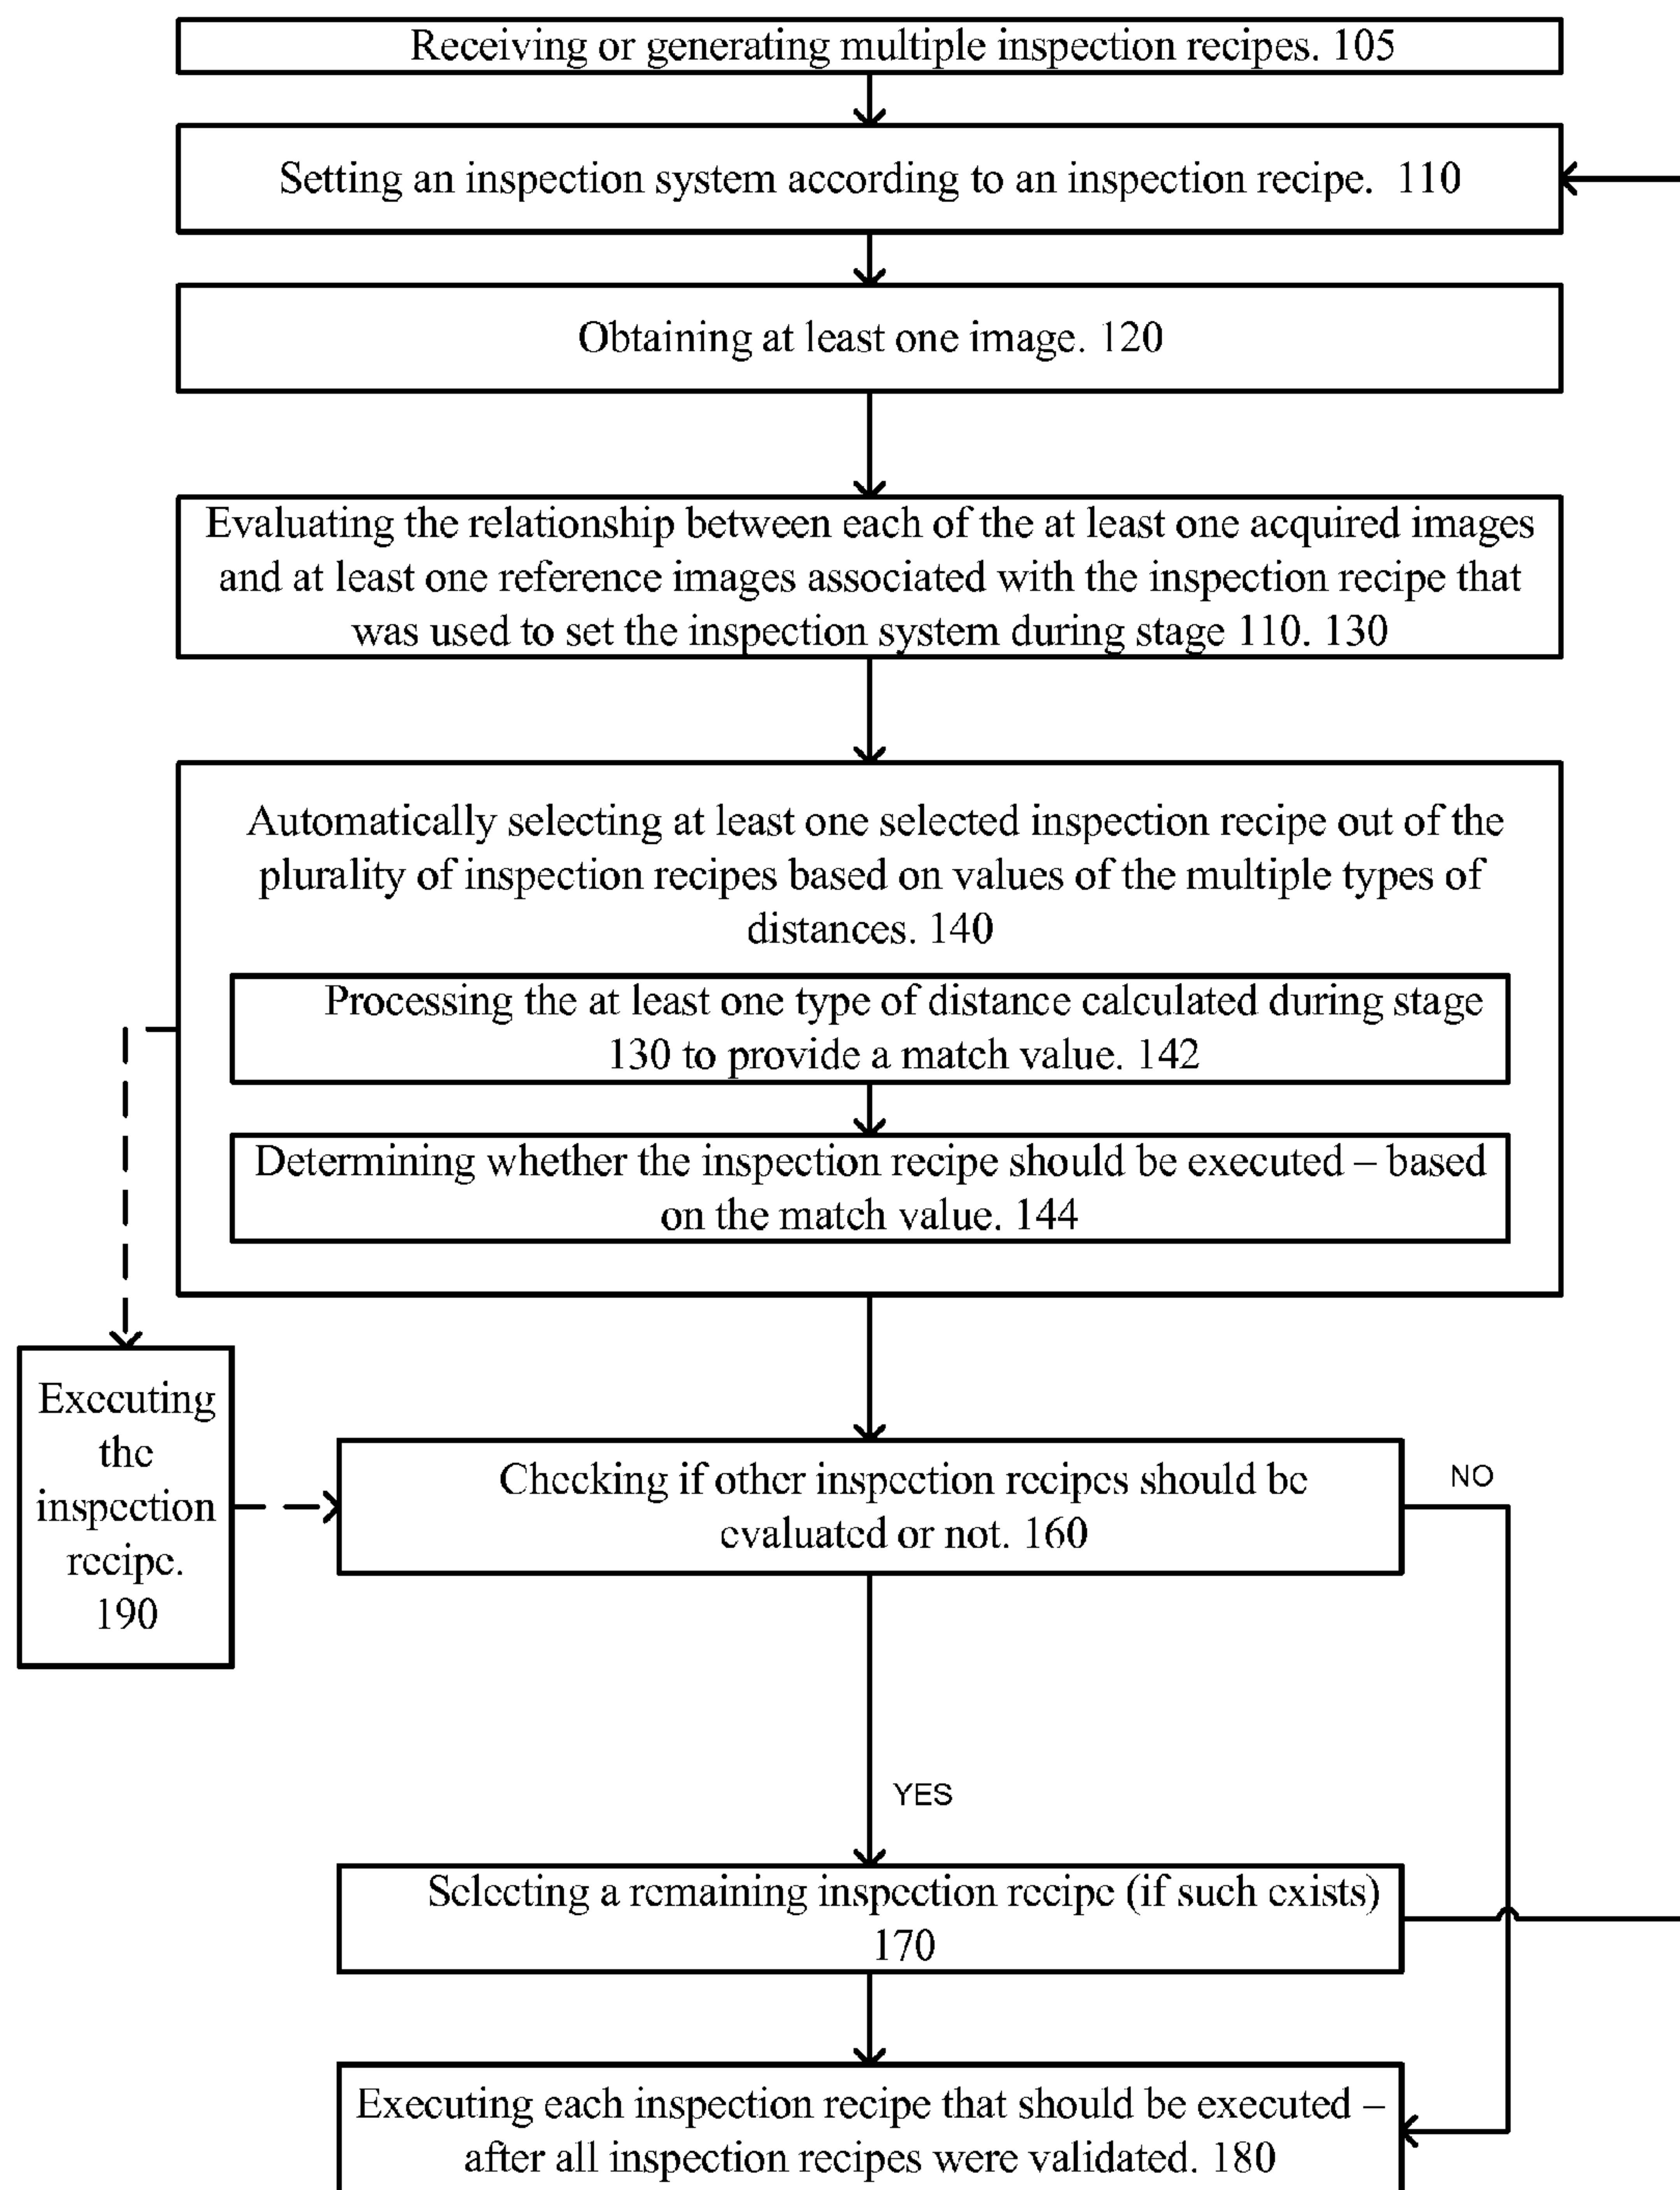 Receiving or generating multiple inspection recipes. 105
Setting an inspection system according to an inspection recipe. 110
Obtaining at least one image. 120
Evaluating the relationship between each of the at least one acquired images
and at least one reference images associated with the inspection recipe that
was used to set the inspection system during stage 110. 130
Automatically selecting at least one selected inspection recipe out of the
plurality of inspection recipes based on values of the multiple types of
distances. 140
Processing the at least one type of distance calculated during stage
130 to provide a match value. 142
Determining whether the inspection recipe should be executed – based
on the match value. 144
Executing
the
inspection
recipe.
190
Checking if other inspection recipes should be
evaluated or not. 160
NO
YES
Selecting a remaining inspection recipe (if such exists)
170
Executing each inspection recipe that should be executed –
after all inspection recipes were validated. 180